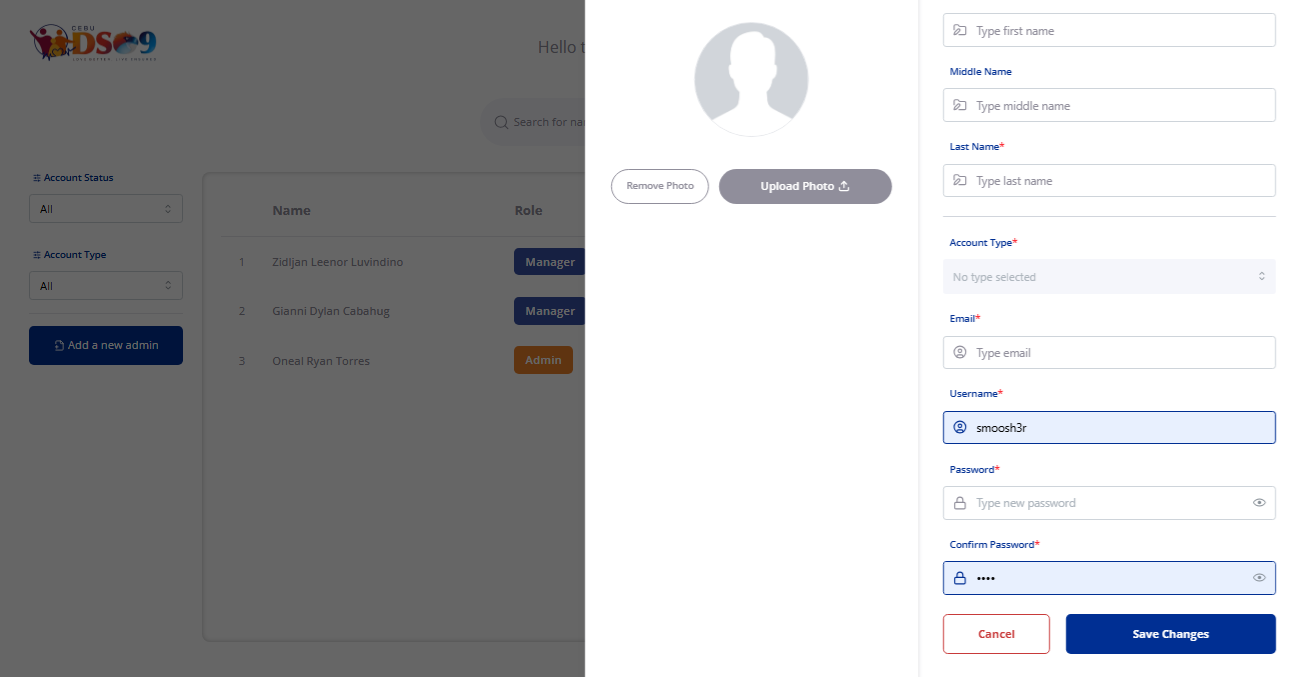 CEBU
DSO9
Hello t
Search for na
Account Status
All
Account Type
All
Add a new admin
Name Role
1 Zidljan Leenor Luvindino Manager
2 Gianni Dylan Cabahug Manager
3 Oneal Ryan Torres Admin
Remove Photo
Upload Photo
Type first name
Middle Name
Type middle name
Last Name*
Type last name
Account Type*
No type selected
Email*
Type email
Username*
smoosh3r
Password*
Type new password
Confirm Password*
••••
Cancel
Save Changes